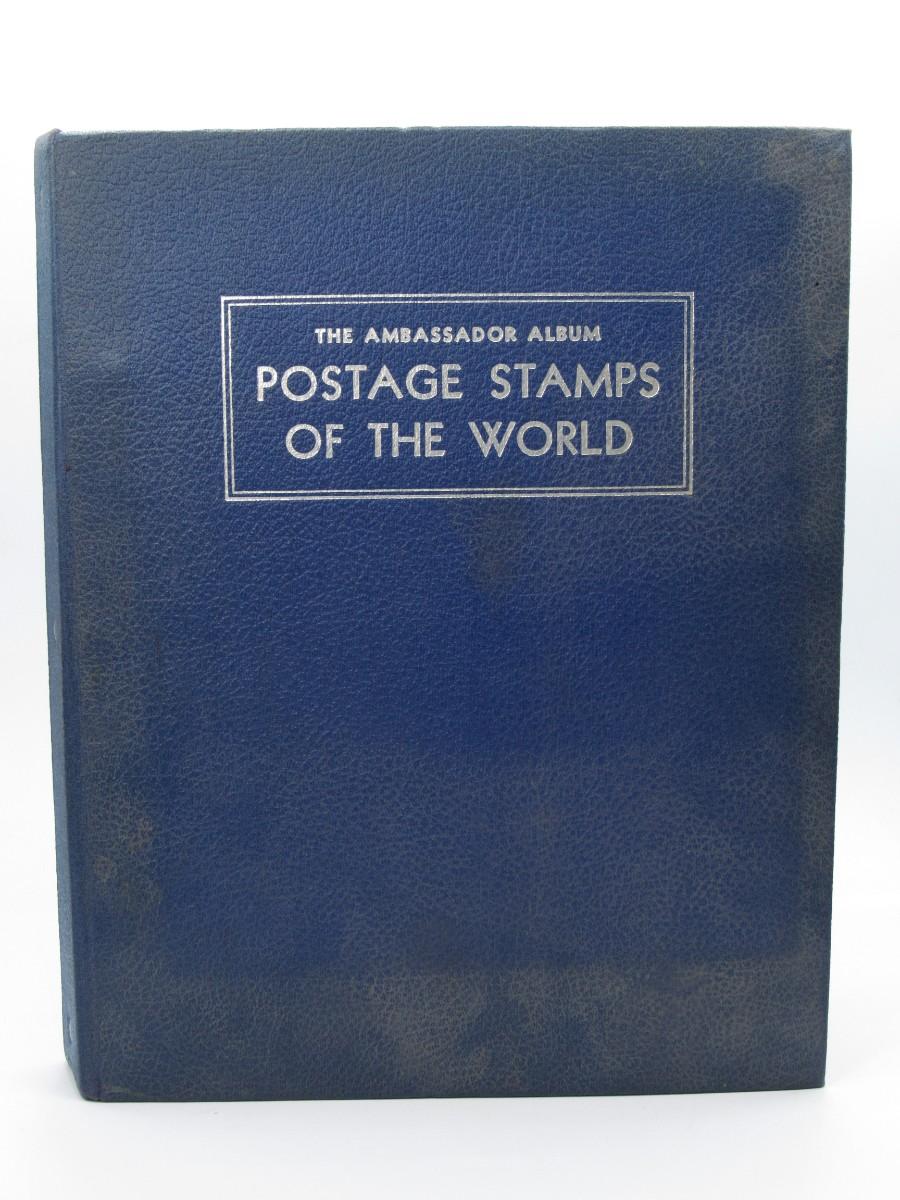 THE AMBASSADOR ALBUM
POSTAGE STAMPS
OF THE WORLD